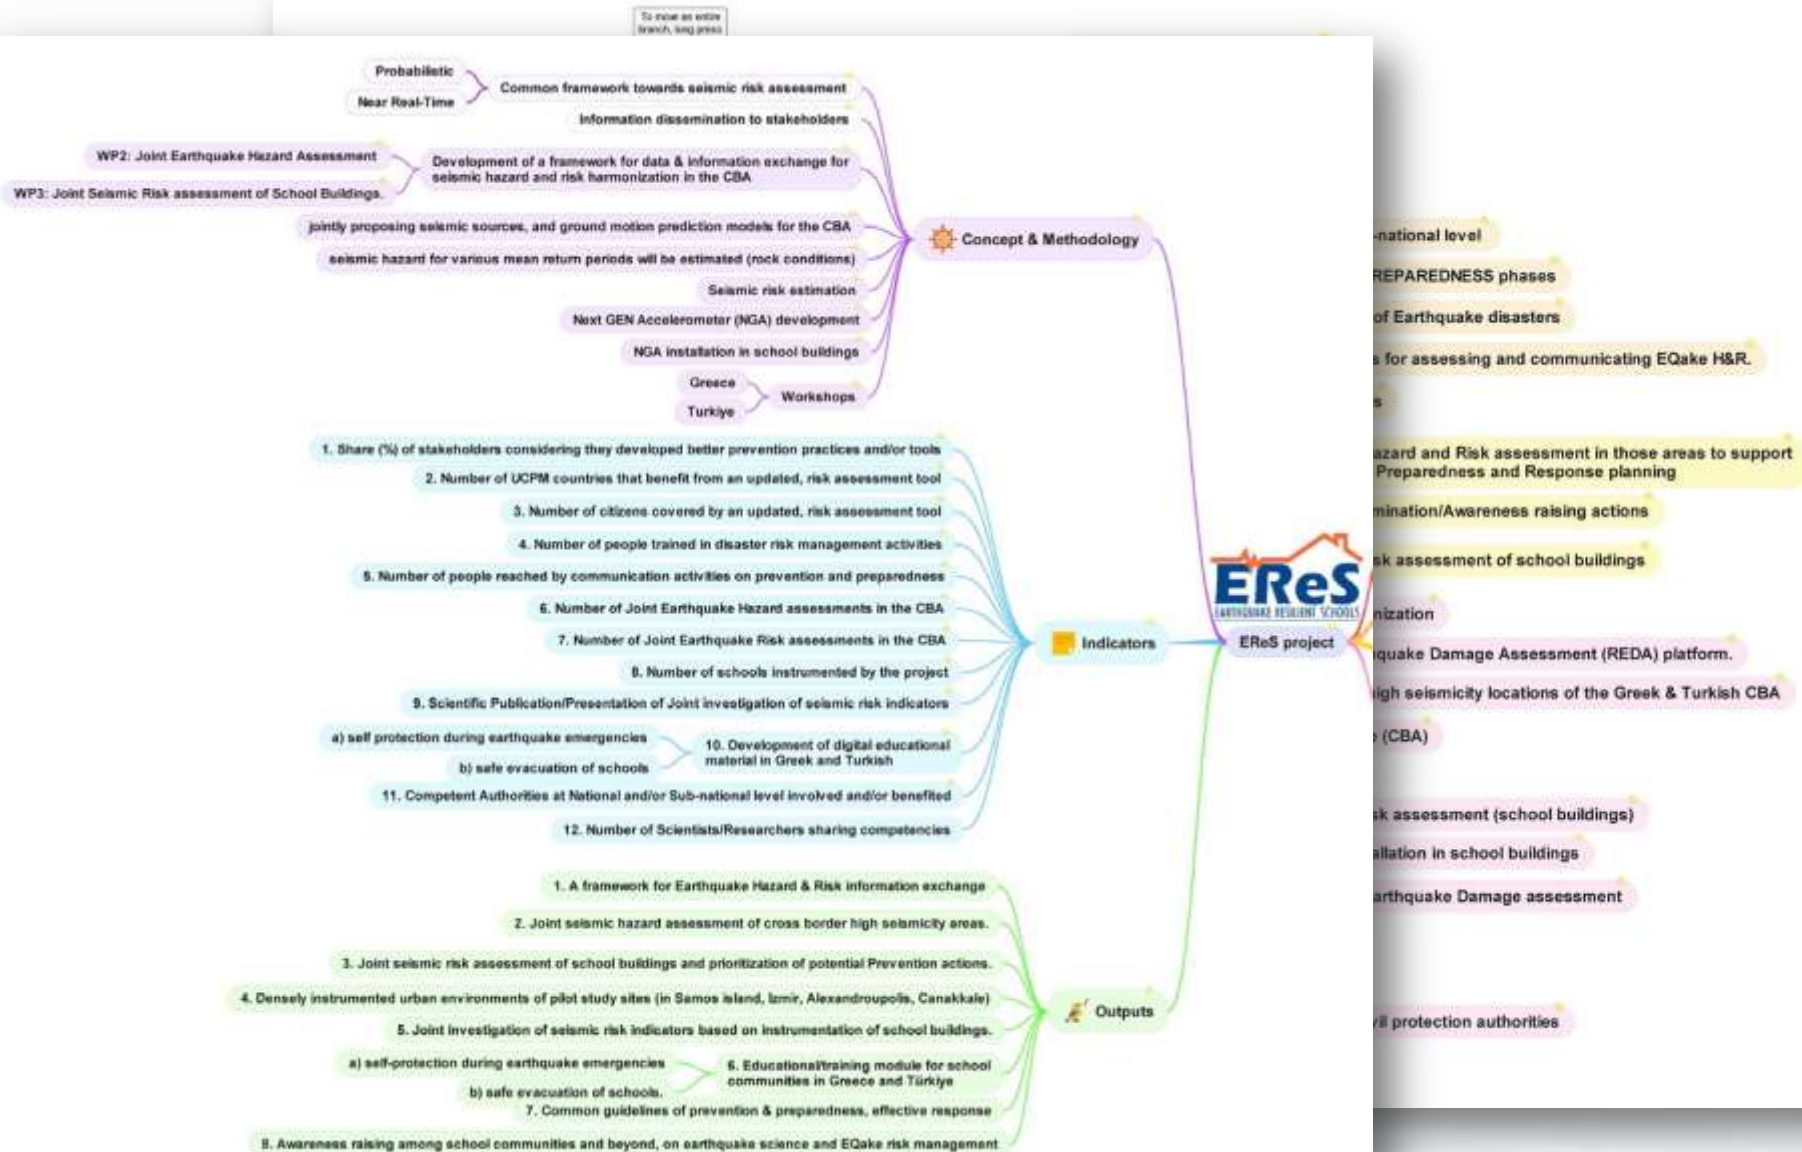 To move an entire
branch, long press
Probabilistic
Near Real-Time
Common framework towards seismic risk assessment
Information dissemination to stakeholders
WP2: Joint Earthquake Hazard Assessment
WP3: Joint Seismic Risk assessment of School Buildings.
Development of a framework for data & information exchange for
seismic hazard and risk harmonization in the CBA
jointly proposing seismic sources, and ground motion prediction models for the CBA
seismic hazard for various mean return periods will be estimated (rock conditions)
Seismic risk estimation
Next GEN Accelerometer (NGA) development
NGA installation in school buildings
Greece
Turkiye
Workshops
Concept & Methodology
1. Share (%) of stakeholders considering they developed better prevention practices and/or tools
2. Number of UCPM countries that benefit from an updated, risk assessment tool
3. Number of citizens covered by an updated, risk assessment tool
4. Number of people trained in disaster risk management activities
5. Number of people reached by communication activities on prevention and preparedness
6. Number of Joint Earthquake Hazard assessments in the CBA
7. Number of Joint Earthquake Risk assessments in the CBA
8. Number of schools instrumented by the project
9. Scientific Publication/Presentation of Joint investigation of seismic risk indicators
a) self protection during earthquake emergencies
b) safe evacuation of schools
10. Development of digital educational
material in Greek and Turkish
11. Competent Authorities at National and/or Sub-national level involved and/or benefited
12. Number of Scientists/Researchers sharing competencies
Indicators
1. A framework for Earthquake Hazard & Risk information exchange
2. Joint seismic hazard assessment of cross border high seismicity areas.
3. Joint seismic risk assessment of school buildings and prioritization of potential Prevention actions.
4. Densely instrumented urban environments of pilot study sites (in Samos island, Izmir, Alexandroupolis, Canakkale)
5. Joint investigation of seismic risk indicators based on instrumentation of school buildings.
a) self-protection during earthquake emergencies
b) safe evacuation of schools.
6. Educational/training module for school
communities in Greece and Türkiye
7. Common guidelines of prevention & preparedness, effective response
8. Awareness raising among school communities and beyond, on earthquake science and EQake risk management
Outputs
EReS
EARTHQUAKE RESILIENT SCHOOLS
EReS project
-national level
REPAREDNESS phases
of Earthquake disasters
s for assessing and communicating EQake H&R.
s
azard and Risk assessment in those areas to support
Preparedness and Response planning
mination/Awareness raising actions
sk assessment of school buildings
nization
quake Damage Assessment (REDA) platform.
igh seismicity locations of the Greek & Turkish CBA
(CBA)
sk assessment (school buildings)
allation in school buildings
arthquake Damage assessment
vil protection authorities